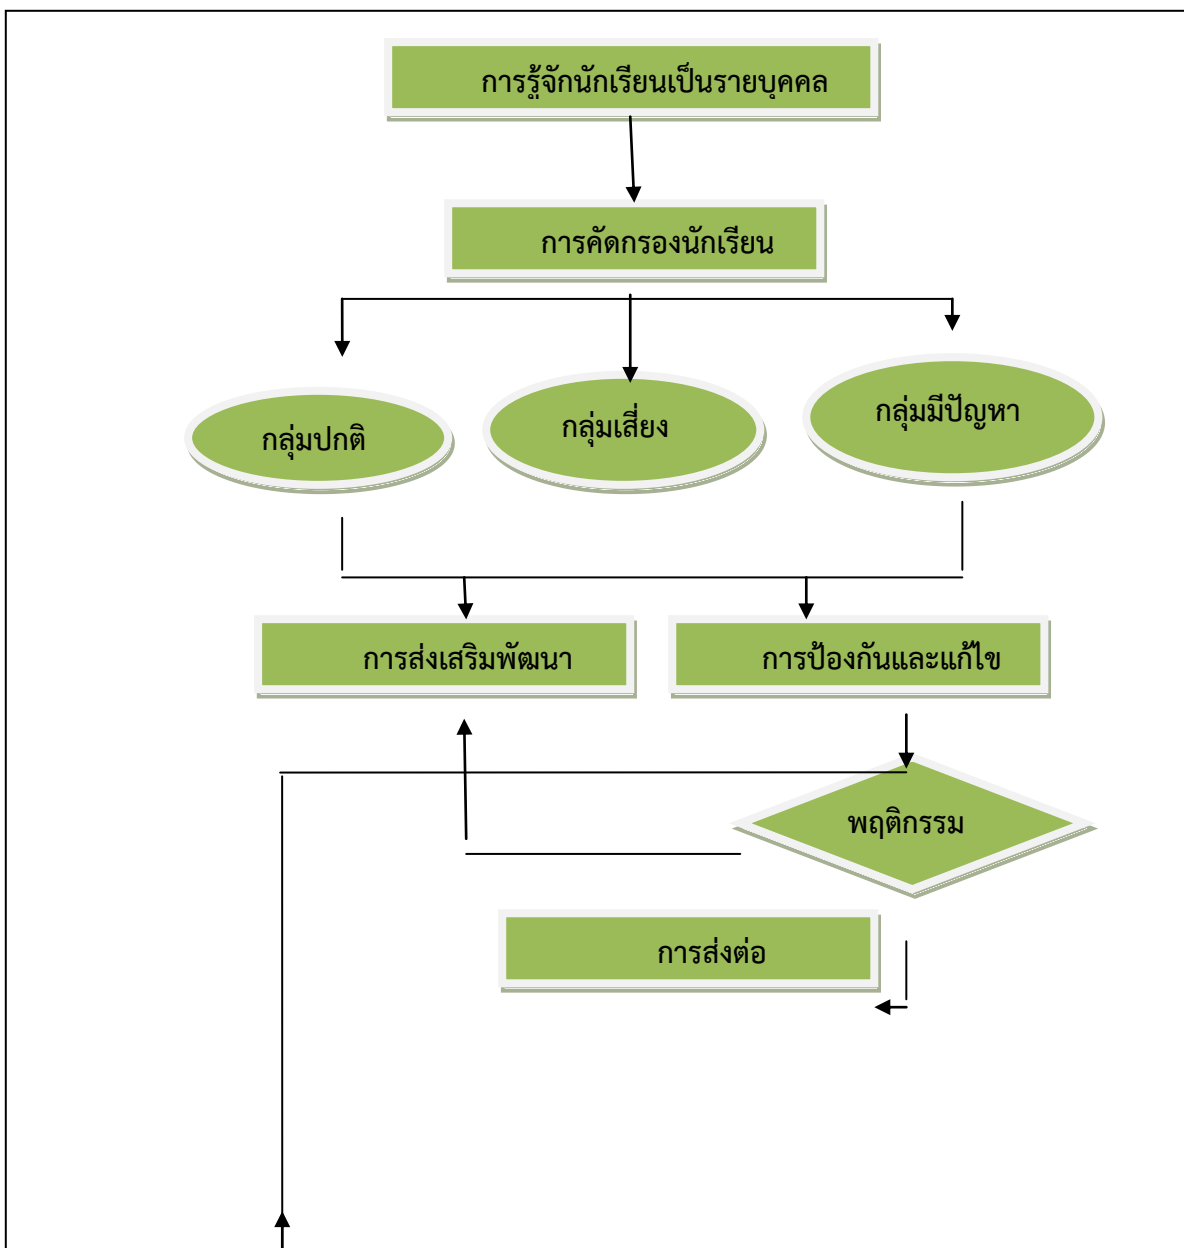 การรู้จักนักเรียนเป็นรายบุคคล
การคัดกรองนักเรียน
กลุ่มปกติ
กลุ่มเสี่ยง
กลุ่มมีปัญหา
การส่งเสริมพัฒนา
การป้องกันและแก้ไข
พฤติกรรม
การส่งต่อ